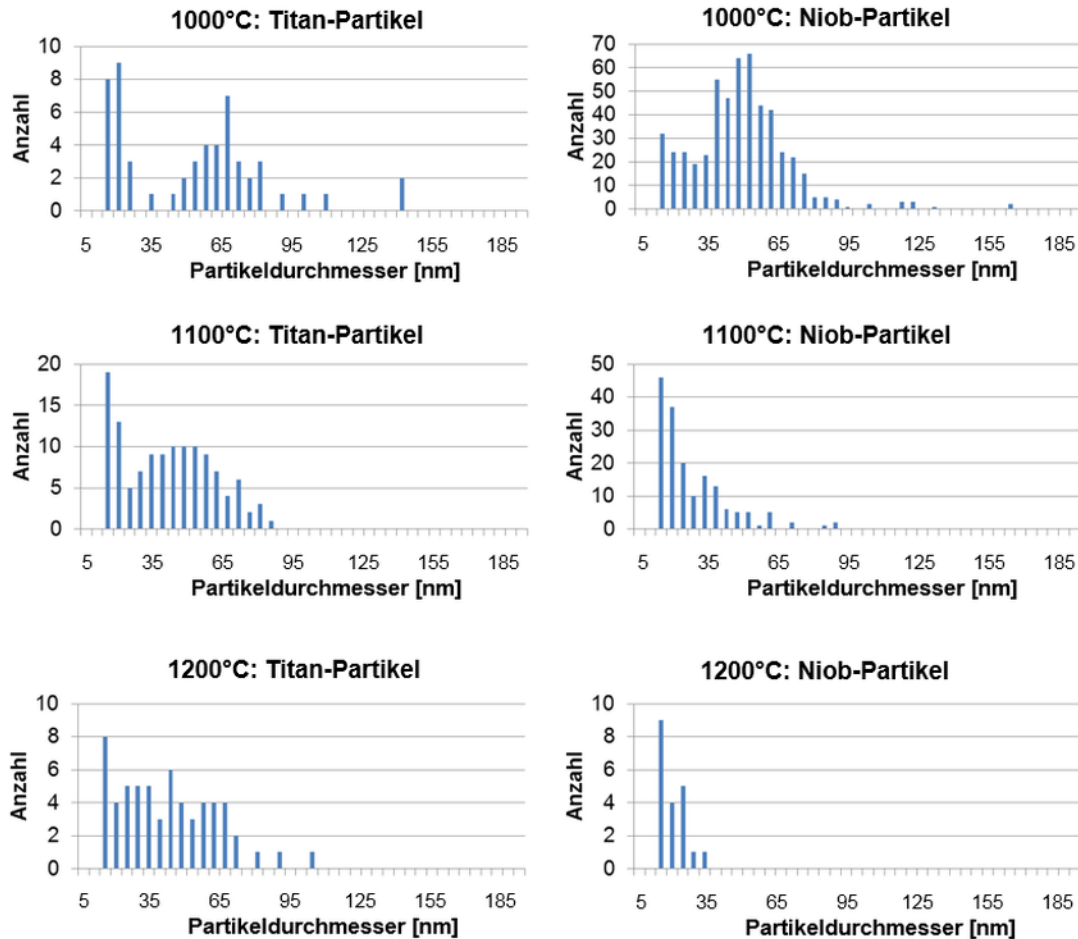 1000°C: Titan-Partikel
Anzahl
10
8
6
4
2
0
5 35 65 95 125 155 185
Partikeldurchmesser [nm]
1000°C: Niob-Partikel
Anzahl
70
60
50
40
30
20
10
0
5 35 65 95 125 155 185
Partikeldurchmesser [nm]
1100°C: Titan-Partikel
Anzahl
20
15
10
5
0
5 35 65 95 125 155 185
Partikeldurchmesser [nm]
1100°C: Niob-Partikel
Anzahl
50
40
30
20
10
0
5 35 65 95 125 155 185
Partikeldurchmesser [nm]
1200°C: Titan-Partikel
Anzahl
10
8
6
4
2
0
5 35 65 95 125 155 185
Partikeldurchmesser [nm]
1200°C: Niob-Partikel
Anzahl
10
8
6
4
2
0
5 35 65 95 125 155 185
Partikeldurchmesser [nm]